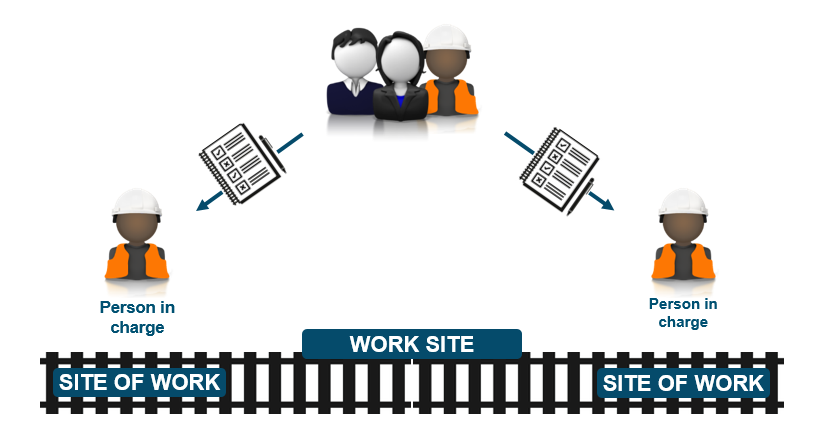 Person in
charge
Person in
charge
WORK SITE
SITE OF WORK
SITE OF WORK